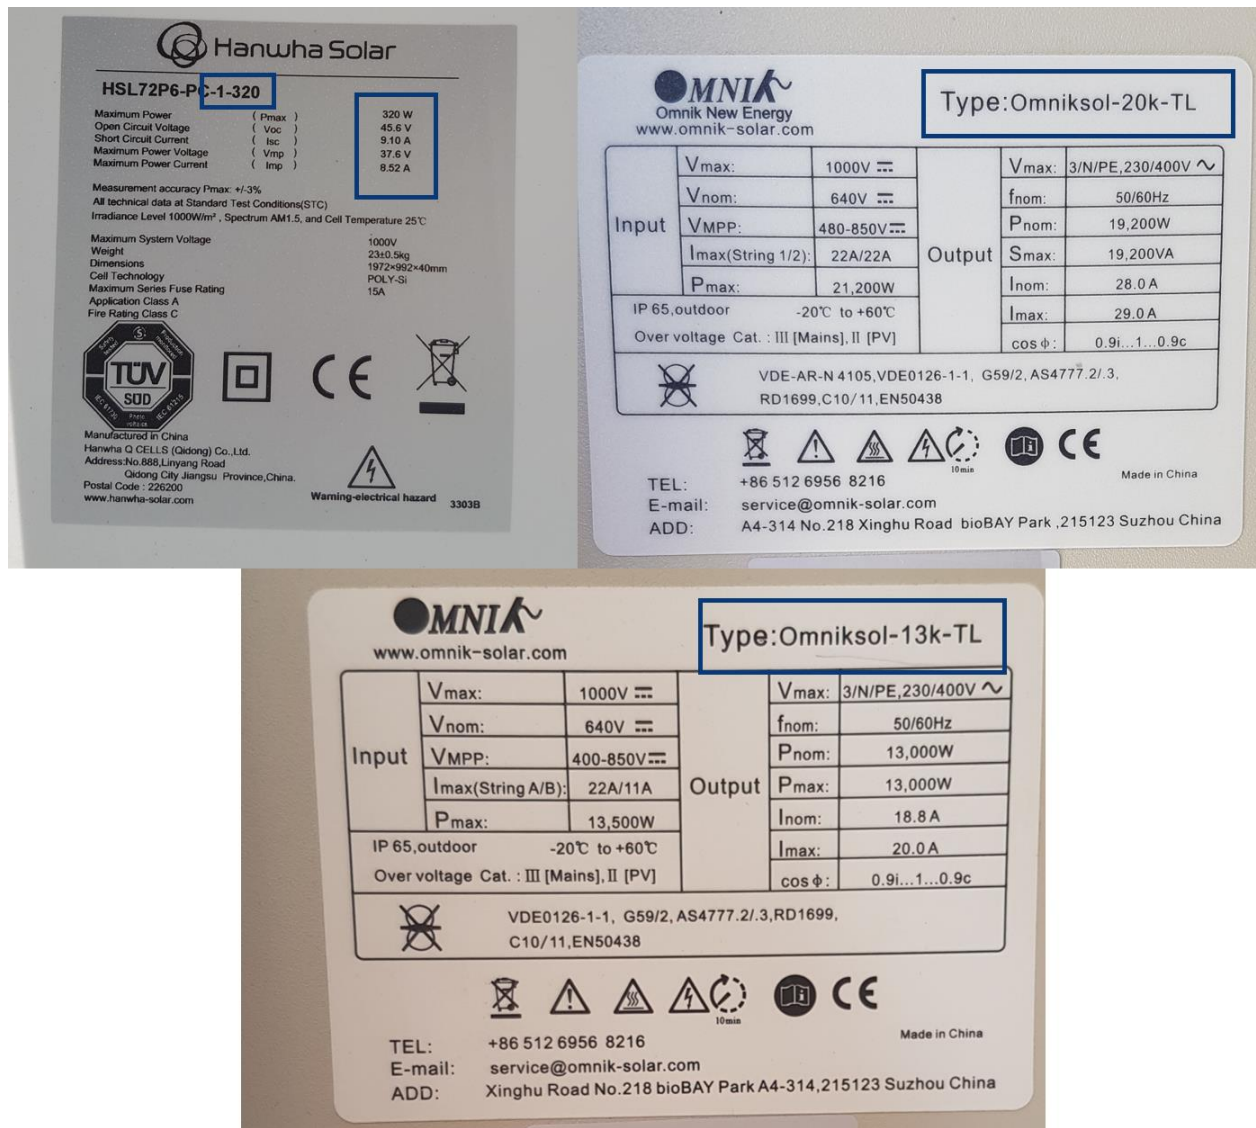 Hanwha Solar
HSL72P6-PC-1-320
Maximum Power ( Pmax ) 320 W
Open Circuit Voltage ( Voc ) 45.6 V
Short Circuit Current ( Isc ) 9.10 A
Maximum Power Voltage ( Vmp ) 37.6 V
Maximum Power Current ( Imp ) 8.52 A
Measurement accuracy Pmax: +/-3%
All technical data at Standard Test Conditions(STC)
Irradiance Level 1000W/m², Spectrum AM1.5, and Cell Temperature 25℃
Maximum System Voltage 1000V
Weight 23±0.5kg
Dimensions 1972×992×40mm
Cell Technology POLY-Si
Maximum Series Fuse Rating 15A
Application Class A
Fire Rating Class C
TÜV
SÜD
IEC 61215
CE
Manufactured in China
Hanwha Q CELLS (Qidong) Co.,Ltd.
Address:No.888,Linyang Road
Qidong City Jiangsu Province,China.
Postal Code : 226200
www.hanwha-solar.com
Warning-electrical hazard
3303B
OMNIK
Omnik New Energy
www.omnik-solar.com
Type:Omniksol-20k-TL
Input
Vmax: 1000V
Vnom: 640V
VMPP: 480-850V
Imax(String 1/2): 22A/22A
Pmax: 21,200W
IP 65,outdoor -20℃ to +60℃
Over voltage Cat. : III [Mains], II [PV]
Output
Vmax: 3/N/PE,230/400V ~
fnom: 50/60Hz
Pnom: 19,200W
Smax: 19,200VA
Inom: 28.0 A
Imax: 29.0 A
cos ϕ: 0.9i...1...0.9c
VDE-AR-N 4105,VDE0126-1-1, G59/2, AS4777.2/.3,
RD1699,C10/11,EN50438
10min
CE
Made in China
TEL: +86 512 6956 8216
E-mail: service@omnik-solar.com
ADD: A4-314 No.218 Xinghu Road bioBAY Park ,215123 Suzhou China
OMNIK
www.omnik-solar.com
Type:Omniksol-13k-TL
Input
Vmax: 1000V
Vnom: 640V
VMPP: 400-850V
Imax(String A/B): 22A/11A
Pmax: 13,500W
IP 65,outdoor -20℃ to +60℃
Over voltage Cat. : III [Mains], II [PV]
Output
Vmax: 3/N/PE,230/400V ~
fnom: 50/60Hz
Pnom: 13,000W
Pmax: 13,000W
Inom: 18.8 A
Imax: 20.0 A
cos ϕ: 0.9i...1...0.9c
VDE0126-1-1, G59/2, AS4777.2/.3,RD1699,
C10/11,EN50438
10min
CE
Made in China
TEL: +86 512 6956 8216
E-mail: service@omnik-solar.com
ADD: Xinghu Road No.218 bioBAY Park A4-314,215123 Suzhou China